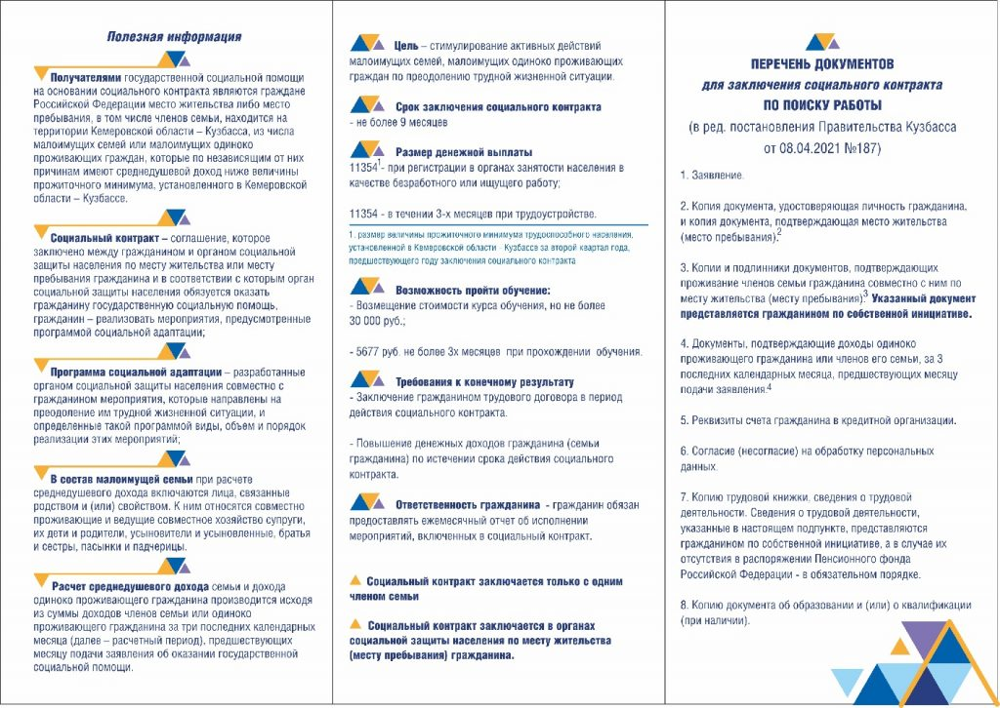 Полезная информация
Получателями государственной социальной помощи
на основании социального контракта являются граждане
Российской Федерации место жительства либо место
пребывания, в том числе членов семьи, находится на
территории Кемеровской области – Кузбасса, из числа
малоимущих семей или малоимущих одиноко
проживающих граждан, которые по независящим от них
причинам имеют среднедушевой доход ниже величины
прожиточного минимума, установленного в Кемеровской
области – Кузбассе.
Социальный контракт – соглашение, которое
заключено между гражданином и органом социальной
защиты населения по месту жительства или месту
пребывания гражданина и в соответствии с которым орган
социальной защиты населения обязуется оказать
гражданину государственную социальную помощь,
гражданин – реализовать мероприятия, предусмотренные
программой социальной адаптации;
Программа социальной адаптации – разработанные
органом социальной защиты населения совместно с
гражданином мероприятия, которые направлены на
преодоление им трудной жизненной ситуации, и
определенные такой программой виды, объем и порядок
реализации этих мероприятий;
В состав малоимущей семьи при расчете
среднедушевого дохода включаются лица, связанные
родством и (или) свойством. К ним относятся совместно
проживающие и ведущие совместное хозяйство супруги,
их дети и родители, усыновители и усыновленные, братья
и сестры, пасынки и падчерицы.
Расчет среднедушевого дохода семьи и дохода
одиноко проживающего гражданина производится исходя
из суммы доходов членов семьи или одиноко
проживающего гражданина за три последних календарных
месяца (далее – расчетный период), предшествующих
месяцу подачи заявления об оказании государственной
социальной помощи.
Цель – стимулирование активных действий
малоимущих семей, малоимущих одиноко проживающих
граждан по преодолению трудной жизненной ситуации.
Срок заключения социального контракта
- не более 9 месяцев
Размер денежной выплаты
11354¹- при регистрации в органах занятости населения в
качестве безработного или ищущего работу;
11354 - в течении 3-х месяцев при трудоустройстве.
1. размер величины прожиточного минимума трудоспособного населения,
установленной в Кемеровской области - Кузбассе за второй квартал года,
предшествующего году заключения социального контракта
Возможность пройти обучение:
- Возмещение стоимости курса обучения, но не более
30 000 руб.;
- 5677 руб. не более 3х месяцев при прохождении обучения.
Требования к конечному результату
- Заключение гражданином трудового договора в период
действия социального контракта.
- Повышение денежных доходов гражданина (семьи
гражданина) по истечении срока действия социального
контракта.
Ответственность гражданина - гражданин обязан
предоставлять ежемесячный отчет об исполнении
мероприятий, включенных в социальный контракт.
Социальный контракт заключается только с одним
членом семьи
Социальный контракт заключается в органах
социальной защиты населения по месту жительства
(месту пребывания) гражданина.
ПЕРЕЧЕНЬ ДОКУМЕНТОВ
для заключения социального контракта
ПО ПОИСКУ РАБОТЫ
(в ред. постановления Правительства Кузбасса
от 08.04.2021 №187)
1. Заявление.
2. Копия документа, удостоверяющая личность гражданина,
и копия документа, подтверждающая место жительства
(место пребывания).²
3. Копии и подлинники документов, подтверждающих
проживание членов семьи гражданина совместно с ним по
месту жительства (месту пребывания)³. Указанный документ
представляется гражданином по собственной инициативе.
4. Документы, подтверждающие доходы одиноко
проживающего гражданина или членов его семьи, за 3
последних календарных месяца, предшествующих месяцу
подачи заявления.⁴
5. Реквизиты счета гражданина в кредитной организации.
6. Согласие (несогласие) на обработку персональных
данных.
7. Копию трудовой книжки, сведения о трудовой
деятельности. Сведения о трудовой деятельности,
указанные в настоящем подпункте, представляются
гражданином по собственной инициативе, а в случае их
отсутствия в распоряжении Пенсионного фонда
Российской Федерации - в обязательном порядке.
8. Копию документа об образовании и (или) о квалификации
(при наличии).